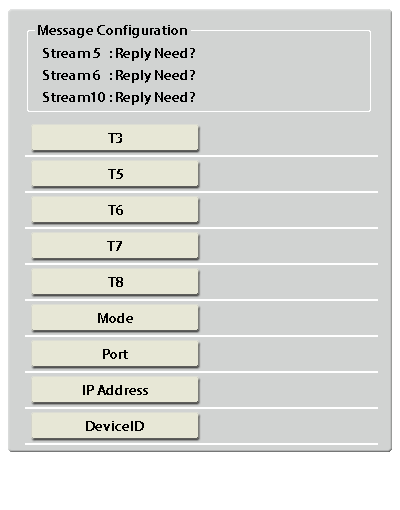 Message Configuration
Stream 5 : Reply Need?
Stream 6 : Reply Need?
Stream10 : Reply Need?
T3
T5
T6
T7
T8
Mode
Port
IP Address
DeviceID